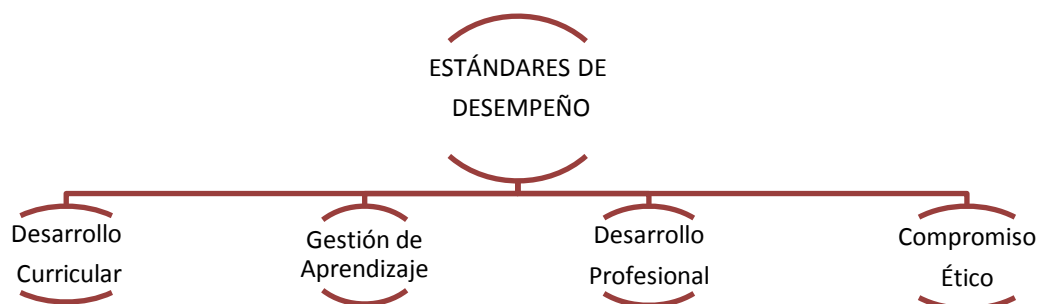 ESTÁNDARES DE
DESEMPEÑO
Desarrollo
Curricular
Gestión de
Aprendizaje
Desarrollo
Profesional
Compromiso
Ético